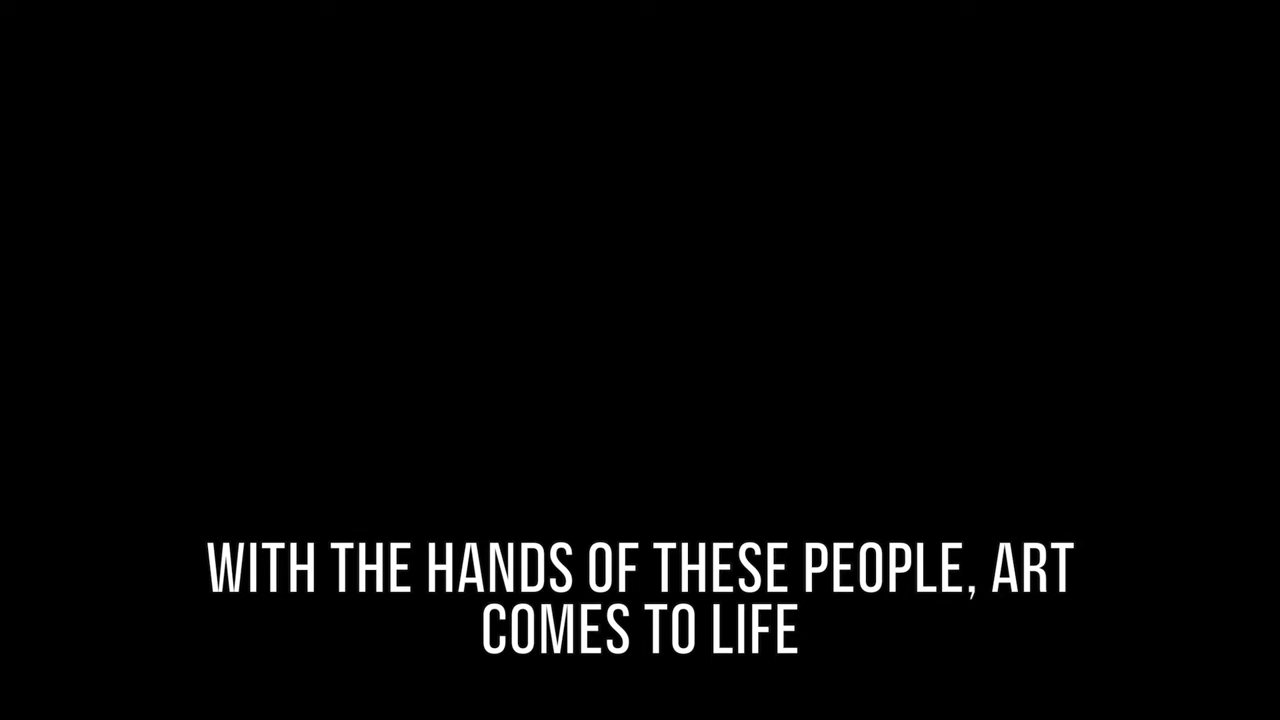 WITH THE HANDS OF THESE PEOPLE, ART
COMES TO LIFE